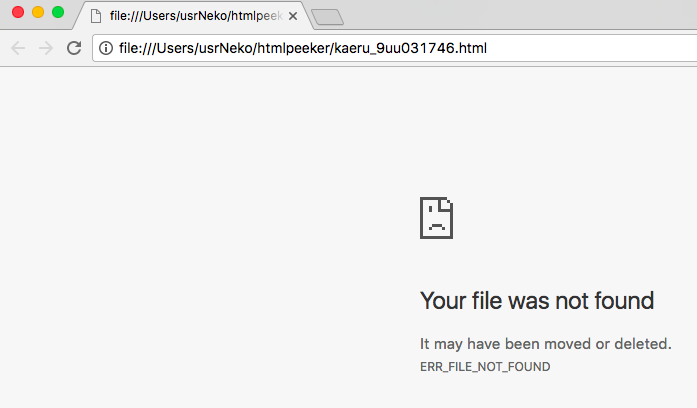 file:///Users/usrNeko/htmlpeek
file:///Users/usrNeko/htmlpeeker/kaeru_9uu031746.html
Your file was not found
It may have been moved or deleted.
ERR_FILE_NOT_FOUND